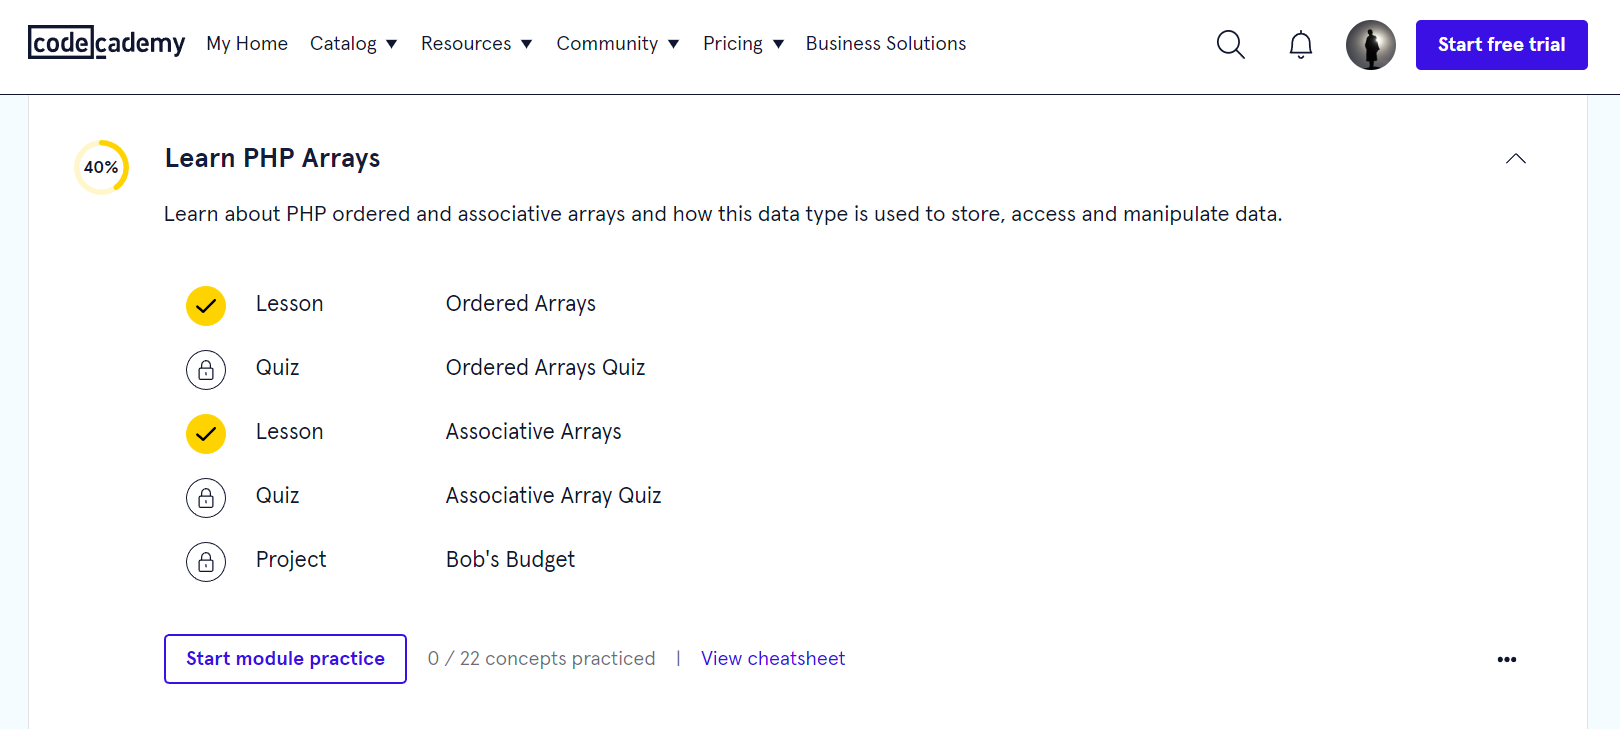 codecademy My Home Catalog Resources Community Pricing Business Solutions Start free trial
40% Learn PHP Arrays
Learn about PHP ordered and associative arrays and how this data type is used to store, access and manipulate data.
Lesson Ordered Arrays
Quiz Ordered Arrays Quiz
Lesson Associative Arrays
Quiz Associative Array Quiz
Project Bob's Budget
Start module practice 0 / 22 concepts practiced | View cheatsheet